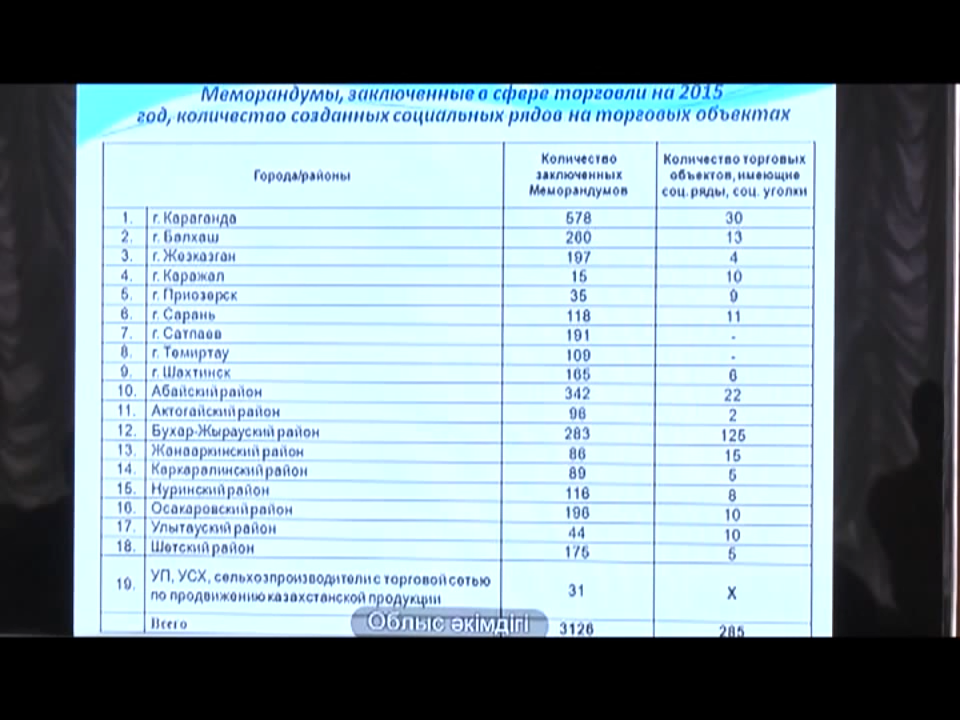 Меморандумы, заключенные в сфере торговли на 2015
год, количество созданных социальных рядов на торговых объектах
Города/районы
Количество
заключенных
Меморандумов
Количество торговых
объектов, имеющие
соц. ряды, соц. уголки
1. г. Караганда 578 30
2. г. Балхаш 260 13
3. г. Жезказган 197 4
4. г. Каражал 15 10
5. г. Приозерск 35 9
6. г. Сарань 118 11
7. г. Сатпаев 191 -
8. г. Темиртау 109 -
9. г. Шахтинск 165 6
10. Абайский район 342 22
11. Актогайский район 96 2
12. Бухар-Жырауский район 283 125
13. Жанааркинский район 86 15
14. Каркаралинский район 89 5
15. Нуринский район 116 8
16. Осакаровский район 196 10
17. Улытауский район 44 10
18. Шетский район 175 5
19. УП, УСХ, сельхозпроизводители с торговой сетью
по продвижению казахстанской продукции 31 X
Всего 3126 285
Облыс әкімдігі